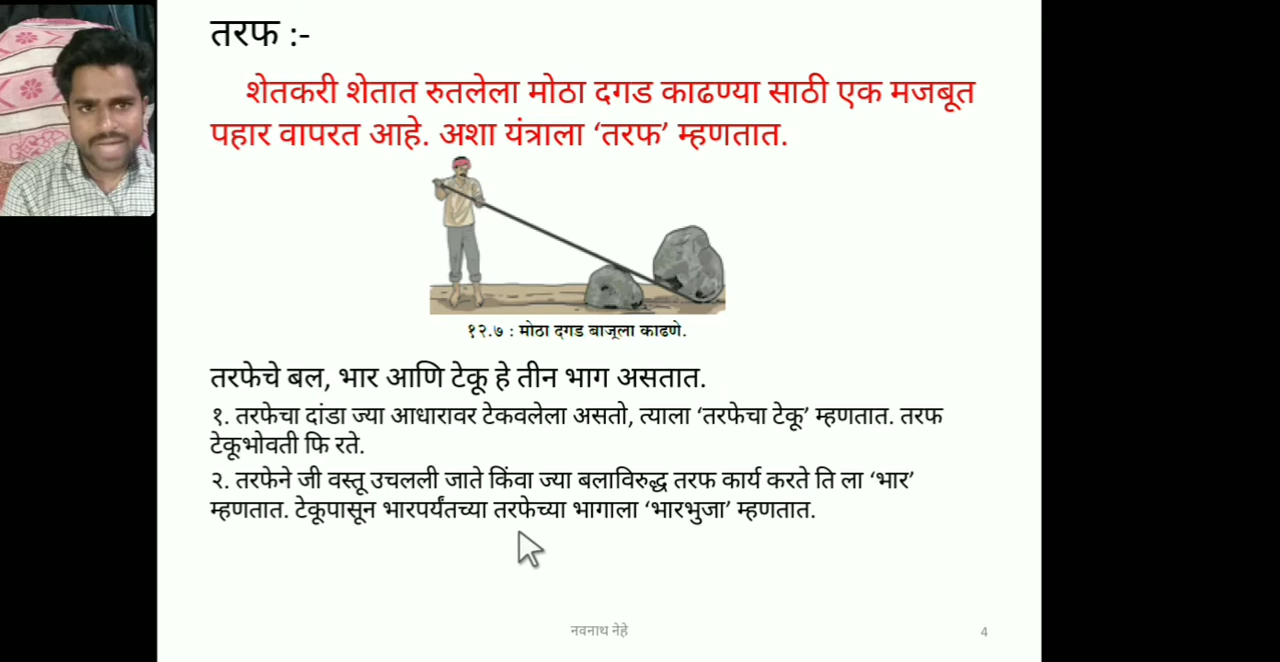 तरफ :-
शेतकरी शेतात रुतलेला मोठा दगड काढण्या साठी एक मजबूत
पहार वापरत आहे. अशा यंत्राला ‘तरफ’ म्हणतात.
१२.७ : मोठा दगड बाजूला काढणे.
तरफेचे बल, भार आणि टेकू हे तीन भाग असतात.
१. तरफेचा दांडा ज्या आधारावर टेकवलेला असतो, त्याला ‘तरफेचा टेकू’ म्हणतात. तरफ
टेकूभोवती फि रते.
२. तरफेने जी वस्तू उचलली जाते किंवा ज्या बलाविरुद्ध तरफ कार्य करते ति ला ‘भार’
म्हणतात. टेकूपासून भारपर्यंतच्या तरफेच्या भागाला ‘भारभुजा’ म्हणतात.
नवनाथ नेहे
4